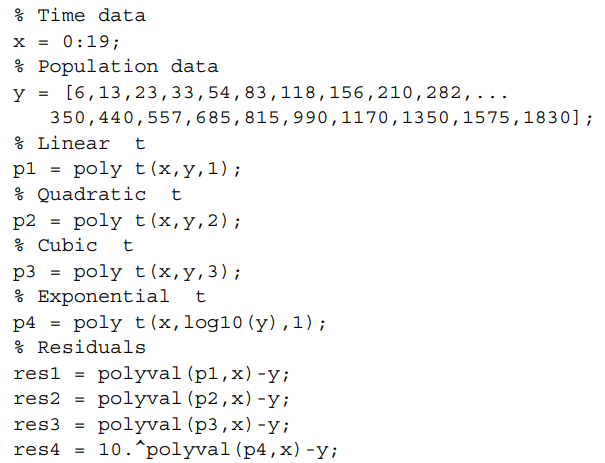 % Time data
x = 0:19;
% Population data
y = [6,13,23,33,54,83,118,156,210,282,...
350,440,557,685,815,990,1170,1350,1575,1830];
% Linear t
p1 = poly t(x,y,1);
% Quadratic t
p2 = poly t(x,y,2);
% Cubic t
p3 = poly t(x,y,3);
% Exponential t
p4 = poly t(x,log10(y),1);
% Residuals
res1 = polyval(p1,x)-y;
res2 = polyval(p2,x)-y;
res3 = polyval(p3,x)-y;
res4 = 10.^polyval(p4,x)-y;